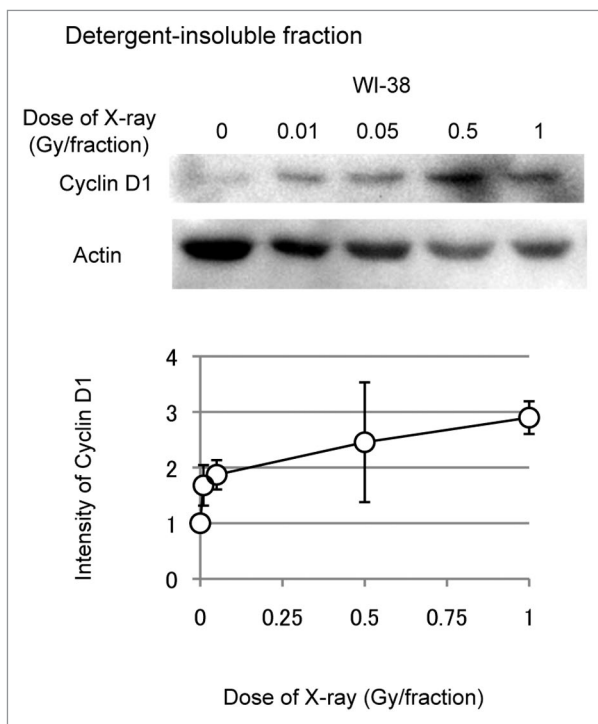 Detergent-insoluble fraction
WI-38
Dose of X-ray
(Gy/fraction)
0 0.01 0.05 0.5 1
Cyclin D1
Actin
Intensity of Cyclin D1
4
3
2
1
0
0 0.25 0.5 0.75 1
Dose of X-ray (Gy/fraction)